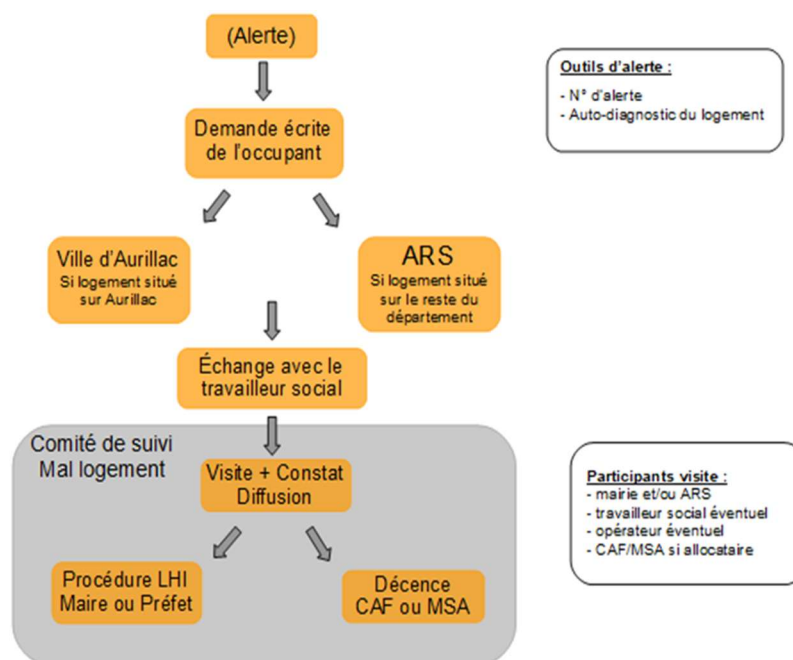 (Alerte)
Outils d'alerte :
- N° d'alerte
- Auto-diagnostic du logement
Demande écrite
de l'occupant
Ville d'Aurillac
Si logement situé
sur Aurillac
ARS
Si logement situé
sur le reste du
département
Échange avec le
travailleur social
Comité de suivi
Mal logement
Visite + Constat
Diffusion
Participants visite :
- mairie et/ou ARS
- travailleur social éventuel
- opérateur éventuel
- CAF/MSA si allocataire
Procédure LHI
Maire ou Préfet
Décence
CAF ou MSA